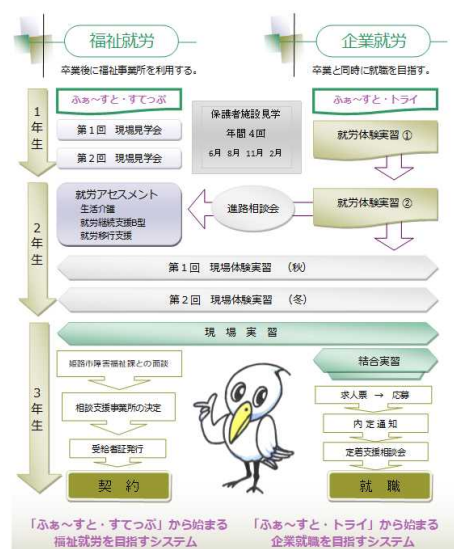 福祉就労
企業就労
卒業後に福祉事業所を利用する。
卒業と同時に就職を目指す。
1年生
ふぁ～すと・すてっぷ
第1回 現場見学会
第2回 現場見学会
保護者施設見学
年間4回
6月 8月 11月 2月
ふぁ～すと・トライ
就労体験実習①
2年生
就労アセスメント
生活介護
就労継続支援B型
就労移行支援
進路相談会
就労体験実習②
第1回 現場体験実習 （秋）
第2回 現場体験実習 （冬）
3年生
現場実習
姫路市障害福祉課との面談
相談支援事業所の決定
受給者証発行
契約
結合実習
求人票 → 応募
内定通知
定着支援相談会
就職
「ふぁ～すと・すてっぷ」から始まる
福祉就労を目指すシステム
「ふぁ～すと・トライ」から始まる
企業就職を目指すシステム